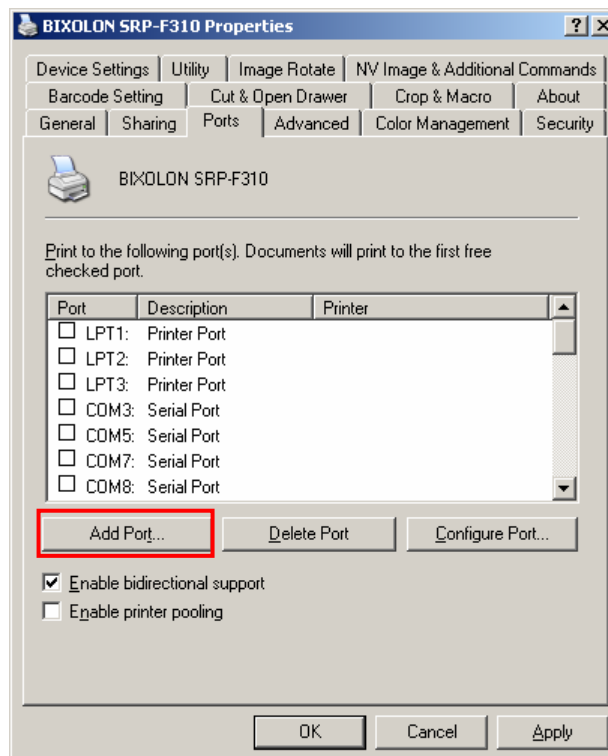 BIXOLON SRP-F310 Properties
Device Settings Utility Image Rotate NV Image & Additional Commands
Barcode Setting Cut & Open Drawer Crop & Macro About
General Sharing Ports Advanced Color Management Security
BIXOLON SRP-F310
Print to the following port(s). Documents will print to the first free
checked port.
Port Description Printer
LPT1: Printer Port
LPT2: Printer Port
LPT3: Printer Port
COM3: Serial Port
COM5: Serial Port
COM7: Serial Port
COM8: Serial Port
Add Port... Delete Port Configure Port...
Enable bidirectional support
Enable printer pooling
OK Cancel Apply